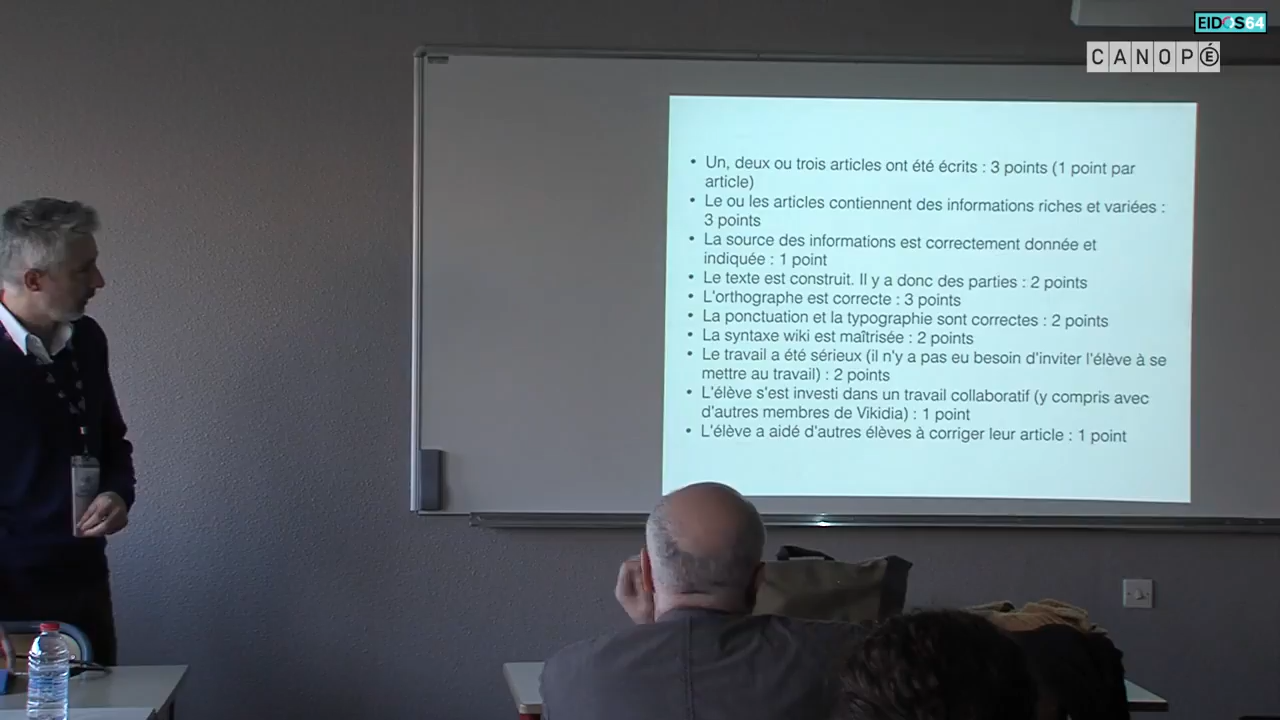 EIDOS64
CANOPÉ
• Un, deux ou trois articles ont été écrits : 3 points (1 point par
article)
• Le ou les articles contiennent des informations riches et variées :
3 points
• La source des informations est correctement donnée et
indiquée : 1 point
• Le texte est construit. Il y a donc des parties : 2 points
• L'orthographe est correcte : 3 points
• La ponctuation et la typographie sont correctes : 2 points
• La syntaxe wiki est maîtrisée : 2 points
• Le travail a été sérieux (il n'y a pas eu besoin d'inviter l'élève à se
mettre au travail) : 2 points
• L'élève s'est investi dans un travail collaboratif (y compris avec
d'autres membres de Vikidia) : 1 point
• L'élève a aidé d'autres élèves à corriger leur article : 1 point